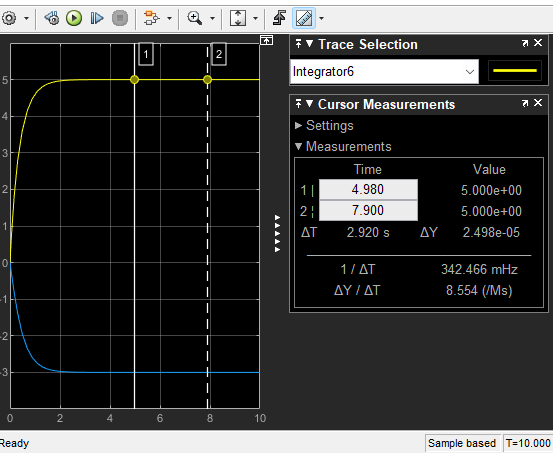 1 2
5
4
3
2
1
0
-1
-2
-3
0 2 4 6 8 10
Trace Selection
Integrator6
Cursor Measurements
Settings
Measurements
Time Value
1 | 4.980 5.000e+00
2 ¦ 7.900 5.000e+00
ΔT 2.920 s ΔY 2.498e-05
1 / ΔT 342.466 mHz
ΔY / ΔT 8.554 (/Ms)
Ready Sample based T=10.000